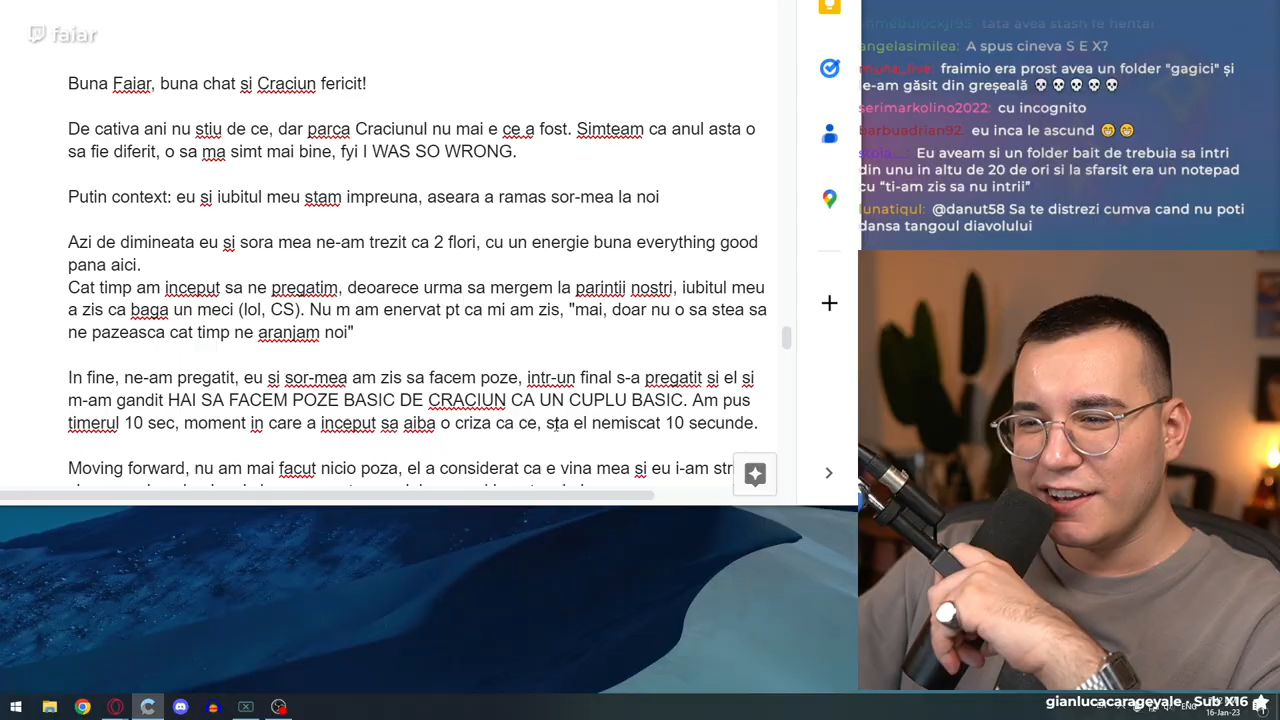 faiar
Buna Faiar, buna chat si Craciun fericit!
De cativa ani nu stiu de ce, dar parca Craciunul nu mai e ce a fost. Simteam ca anul asta o
sa fie diferit, o sa ma simt mai bine, fyi I WAS SO WRONG.
Putin context: eu si iubitul meu stam impreuna, aseara a ramas sor-mea la noi
Azi de dimineata eu si sora mea ne-am trezit ca 2 flori, cu un energie buna everything good
pana aici.
Cat timp am inceput sa ne pregatim, deoarece urma sa mergem la parintii nostri, iubitul meu
a zis ca baga un meci (lol, CS). Nu m am enervat pt ca mi am zis, "mai, doar nu o sa stea sa
ne pazeasca cat timp ne aranjam noi"
In fine, ne-am pregatit, eu si sor-mea am zis sa facem poze, intr-un final s-a pregatit si el si
m-am gandit HAI SA FACEM POZE BASIC DE CRACIUN CA UN CUPLU BASIC. Am pus
timerul 10 sec, moment in care a inceput sa aiba o criza ca ce, sta el nemiscat 10 secunde.
Moving forward, nu am mai facut nicio poza, el a considerat ca e vina mea si eu i-am
tata avea stash le hentai
angelasimilea: A spus cineva S E X?
fraimio era prost avea un folder "gagici" și
le-am găsit din greșeală 💀💀💀💀💀
serimarkolino2022: cu incognito
barbuadrian92: eu inca le ascund 😁😁
Eu aveam si un folder bait de trebuia sa intri
din unu in altu de 20 de ori si la sfarsit era un notepad
cu "ti-am zis sa nu intrii"
lunatiqul: @danut58 Sa te distrezi cumva cand nu poti
dansa tangoul diavolului
gianlucacarageyale - Sub X16
16-Jan-23